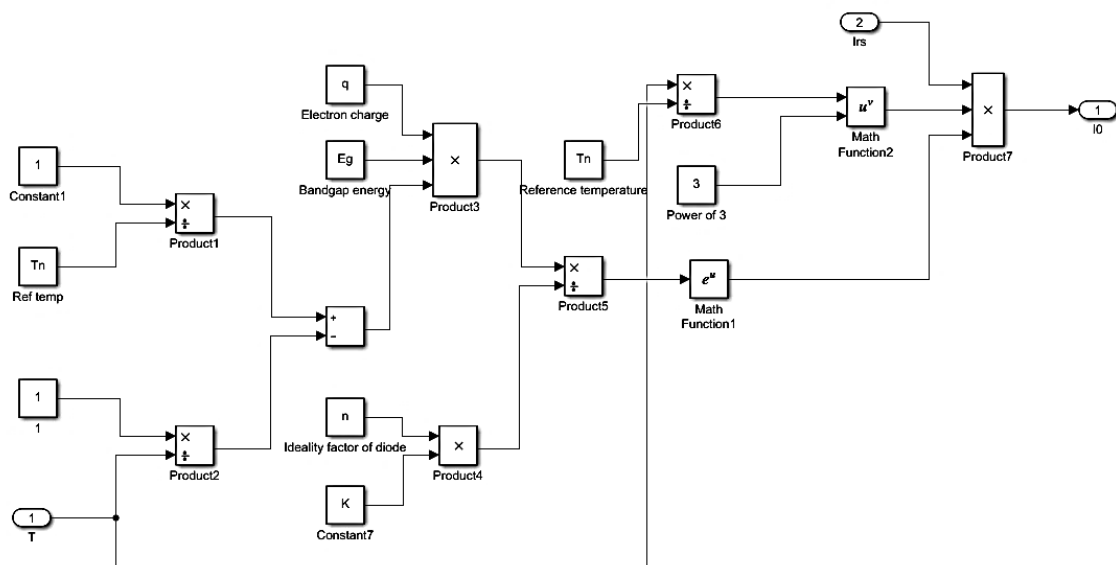 2
Irs
q
Electron charge
×
÷
Product6
u^v
Math
Function2
×
Product7
1
I0
1
Constant1
×
÷
Product1
Eg
Bandgap energy
×
Product3
Tn
Reference temperature
3
Power of 3
Tn
Ref temp
×
÷
Product5
e^u
Math
Function1
+
−
1
1
×
÷
Product2
n
Ideality factor of diode
×
Product4
K
Constant7
1
T